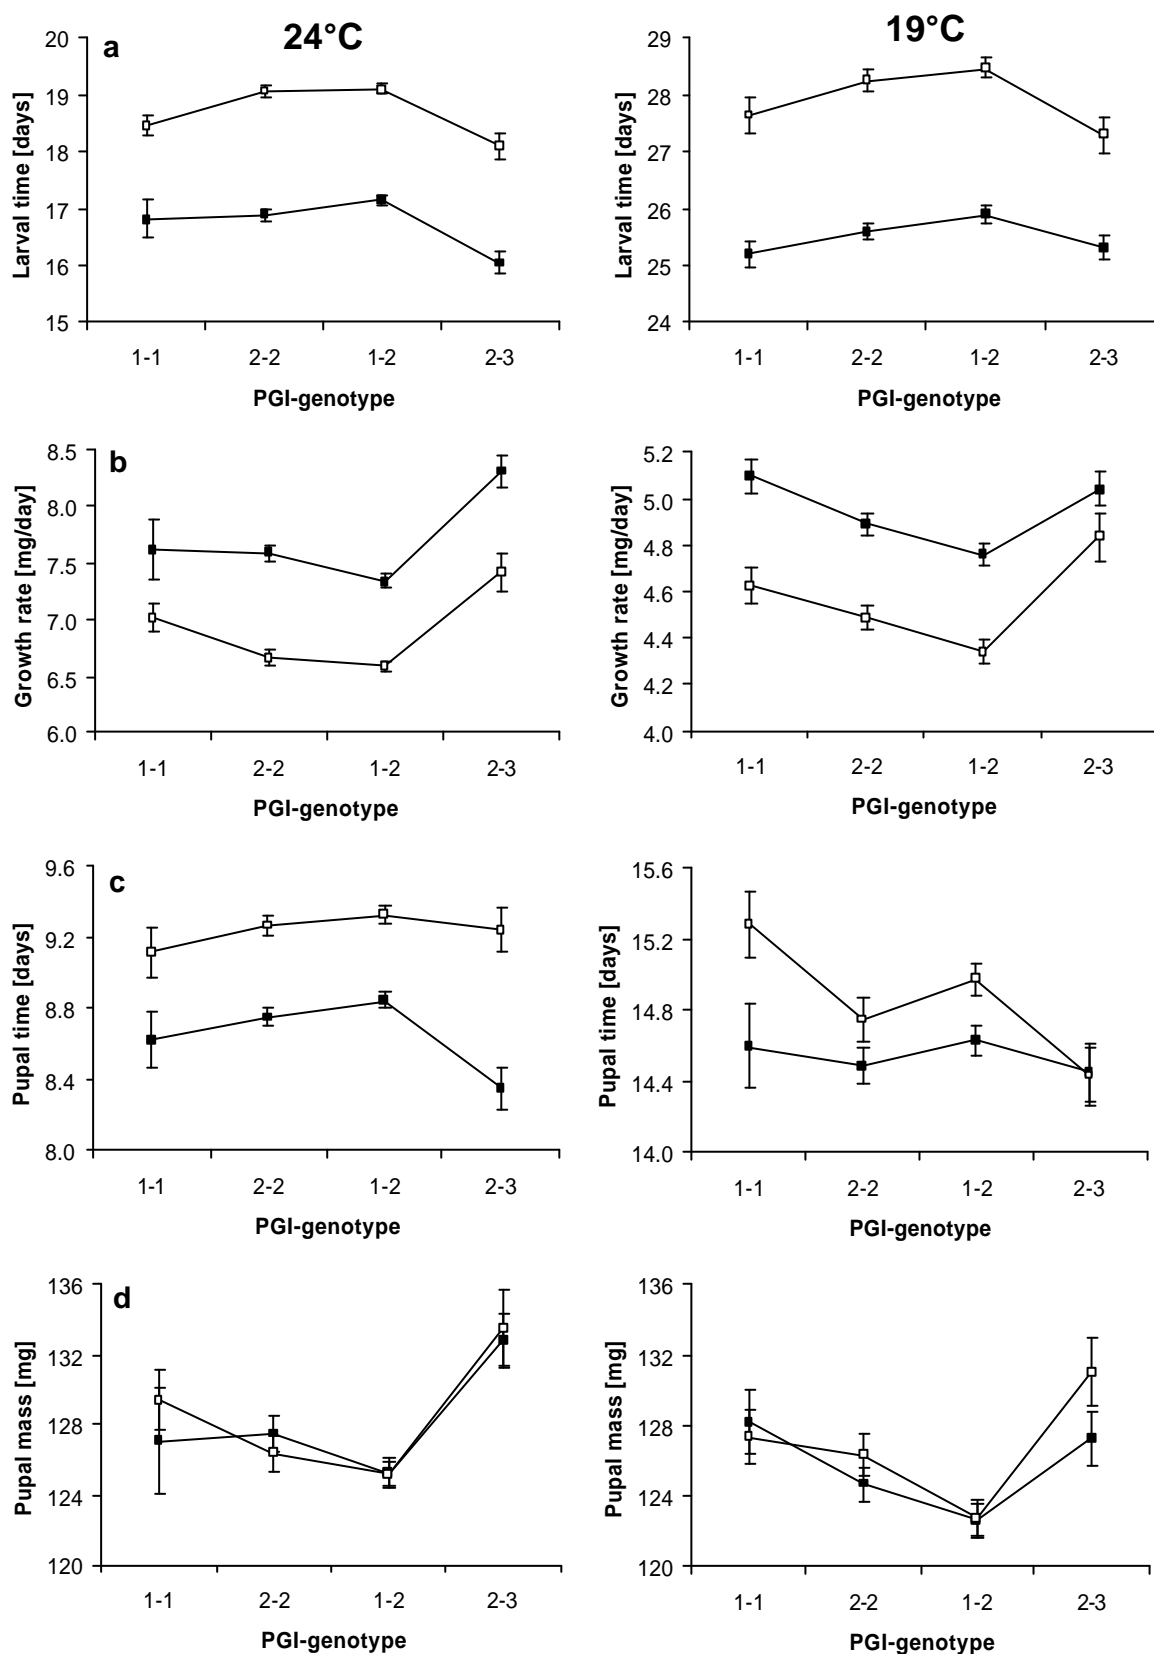 24°C
19°C
a
Larval time [days]
20
19
18
17
16
15
1-1 2-2 1-2 2-3
PGI-genotype
Larval time [days]
29
28
27
26
25
24
1-1 2-2 1-2 2-3
PGI-genotype
b
Growth rate [mg/day]
8.5
8.0
7.5
7.0
6.5
6.0
1-1 2-2 1-2 2-3
PGI-genotype
Growth rate [mg/day]
5.2
5.0
4.8
4.6
4.4
4.2
4.0
1-1 2-2 1-2 2-3
PGI-genotype
c
Pupal time [days]
9.6
9.2
8.8
8.4
8.0
1-1 2-2 1-2 2-3
PGI-genotype
Pupal time [days]
15.6
15.2
14.8
14.4
14.0
1-1 2-2 1-2 2-3
PGI-genotype
d
Pupal mass [mg]
136
132
128
124
120
1-1 2-2 1-2 2-3
PGI-genotype
Pupal mass [mg]
136
132
128
124
120
1-1 2-2 1-2 2-3
PGI-genotype